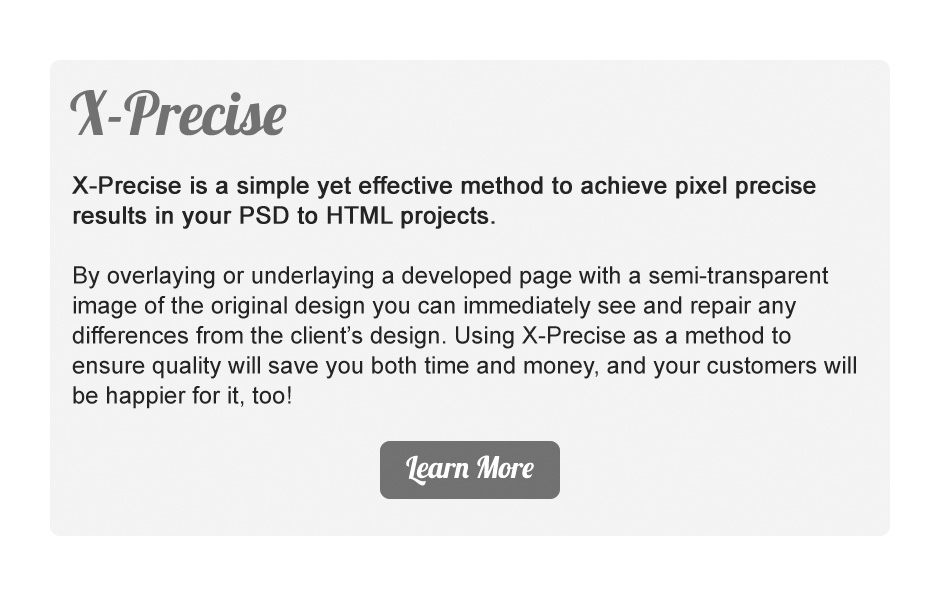 X-Precise
X-Precise is a simple yet effective method to achieve pixel precise
results in your PSD to HTML projects.
By overlaying or underlaying a developed page with a semi-transparent
image of the original design you can immediately see and repair any
differences from the client’s design. Using X-Precise as a method to
ensure quality will save you both time and money, and your customers will
be happier for it, too!
Learn More